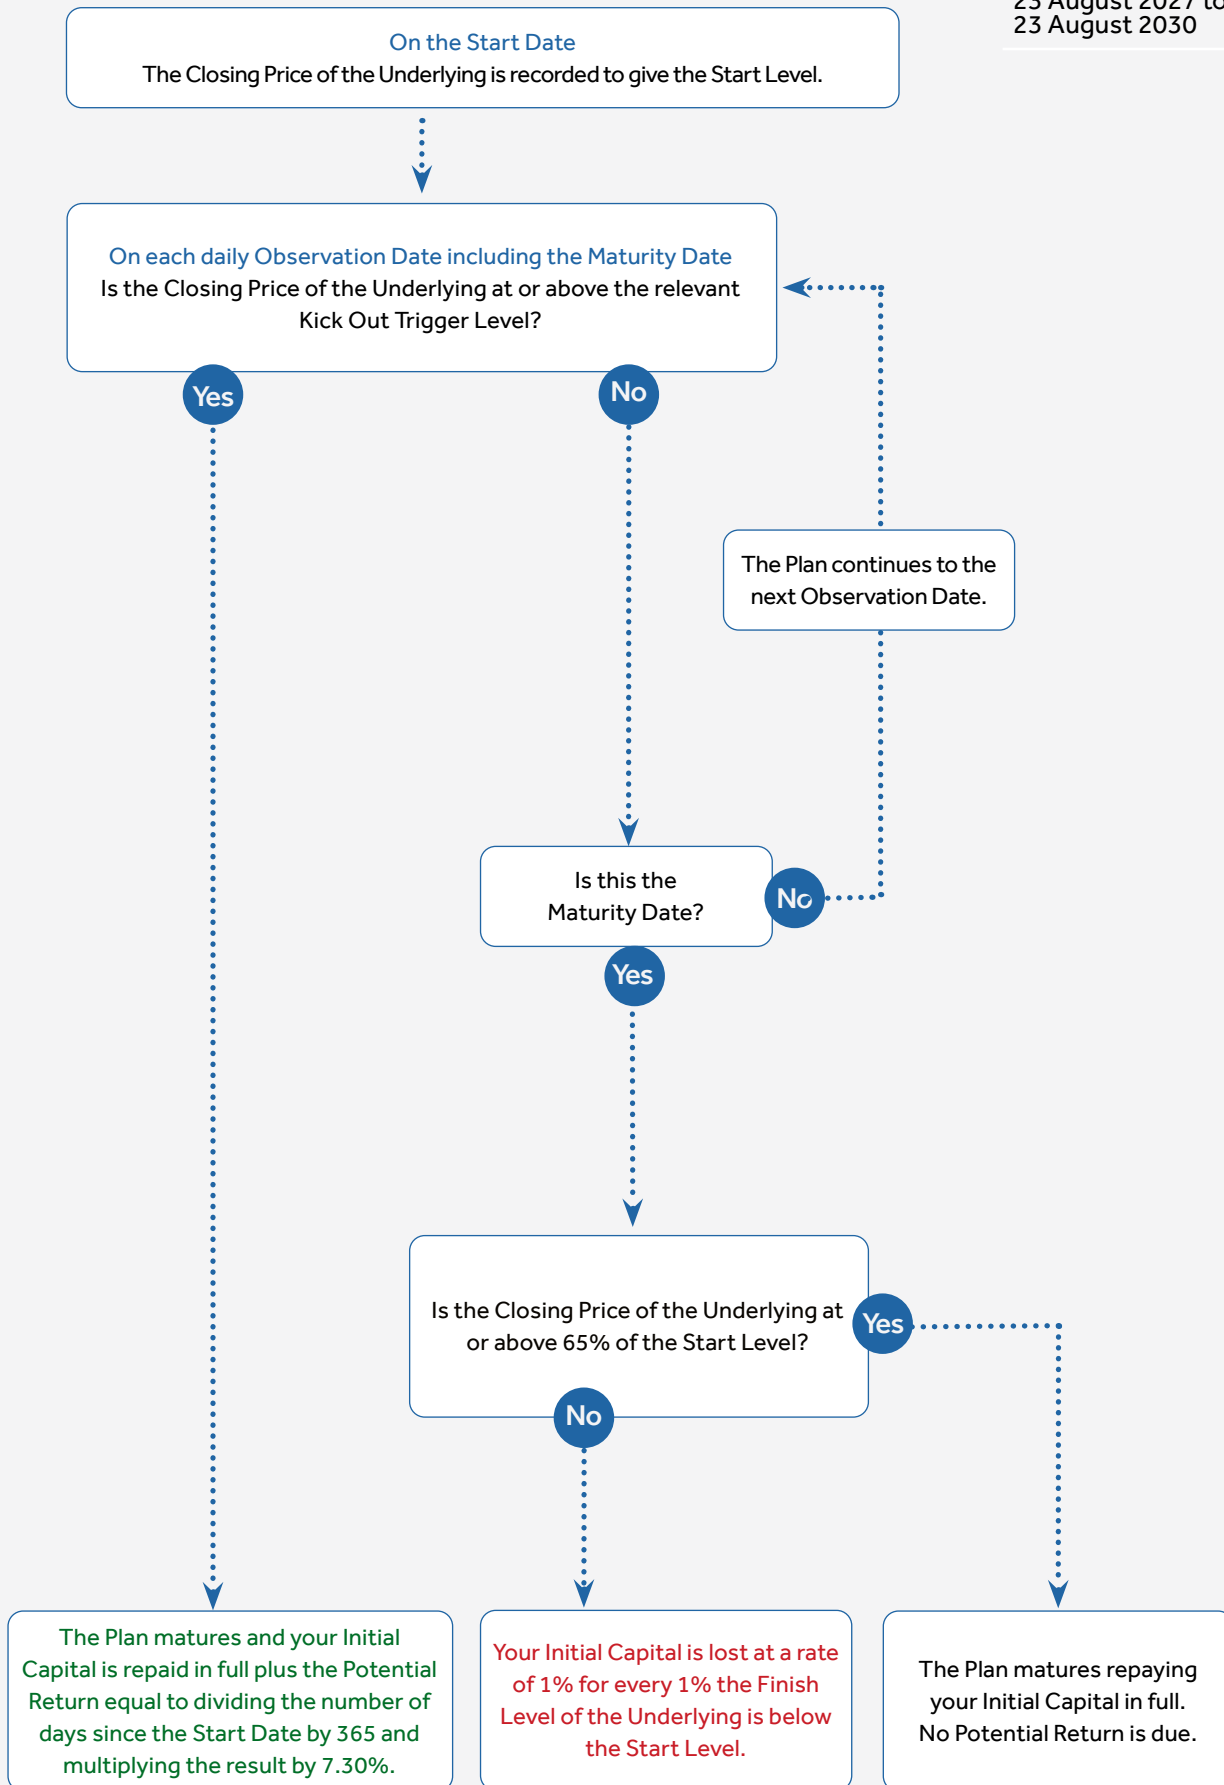 23 August 2027 to
23 August 2030
On the Start Date
The Closing Price of the Underlying is recorded to give the Start Level.
On each daily Observation Date including the Maturity Date
Is the Closing Price of the Underlying at or above the relevant
Kick Out Trigger Level?
Yes
No
The Plan continues to the
next Observation Date.
Is this the
Maturity Date?
No
Yes
Is the Closing Price of the Underlying at
or above 65% of the Start Level?
Yes
No
The Plan matures and your Initial
Capital is repaid in full plus the Potential
Return equal to dividing the number of
days since the Start Date by 365 and
multiplying the result by 7.30%.
Your Initial Capital is lost at a rate
of 1% for every 1% the Finish
Level of the Underlying is below
the Start Level.
The Plan matures repaying
your Initial Capital in full.
No Potential Return is due.